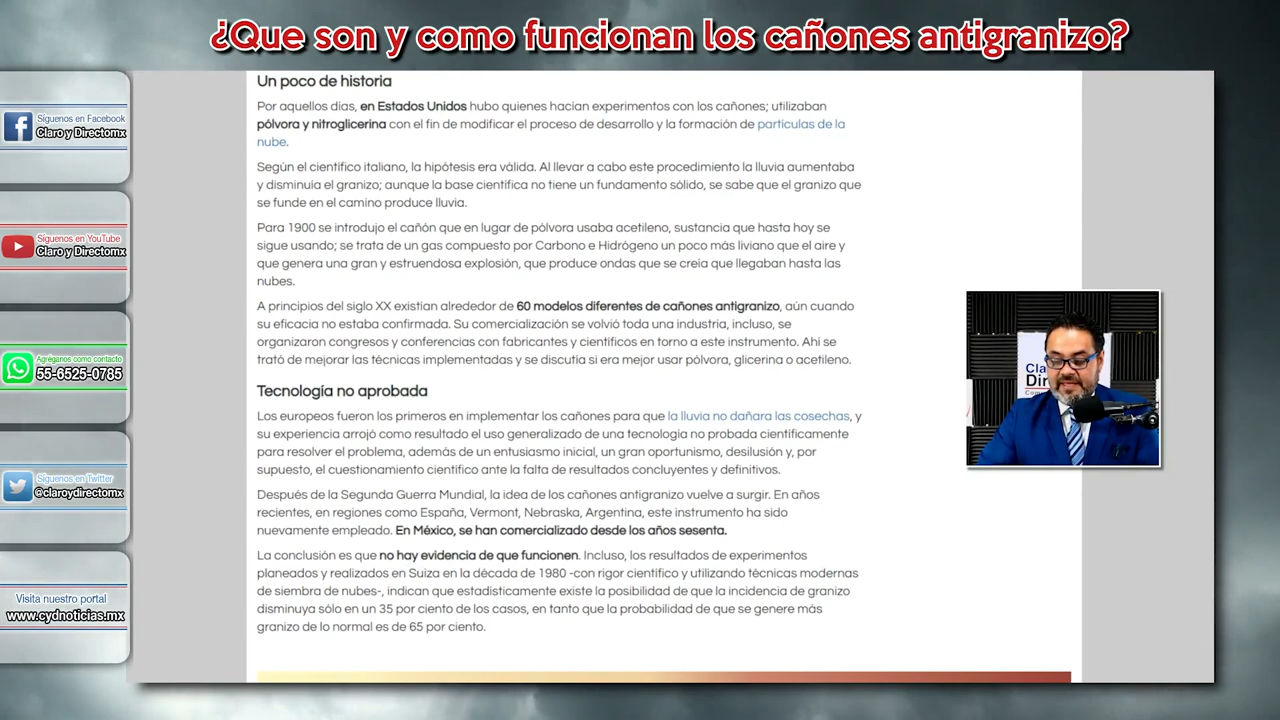 ¿Que son y como funcionan los cañones antigranizo?
Síguenos en Facebook
Claro y Directomx
Síguenos en YouTube
Claro y Directomx
Agréganos como contacto
55-6525-0785
Síguenos en Twitter
@claroydirectomx
Visita nuestro portal
www.cydnoticias.mx
Un poco de historia
Por aquellos días, en Estados Unidos hubo quienes hacían experimentos con los cañones; utilizaban
pólvora y nitroglicerina con el fin de modificar el proceso de desarrollo y la formación de partículas de la
nube.
Según el científico italiano, la hipótesis era válida. Al llevar a cabo este procedimiento la lluvia aumentaba
y disminuía el granizo; aunque la base científica no tiene un fundamento sólido, se sabe que el granizo que
se funde en el camino produce lluvia.
Para 1900 se introdujo el cañón que en lugar de pólvora usaba acetileno, sustancia que hasta hoy se
sigue usando; se trata de un gas compuesto por Carbono e Hidrógeno un poco más liviano que el aire y
que genera una gran y estruendosa explosión, que produce ondas que se creía que llegaban hasta las
nubes.
A principios del siglo XX existían alrededor de 60 modelos diferentes de cañones antigranizo, aún cuando
su eficacia no estaba confirmada. Su comercialización se volvió toda una industria, incluso, se
organizaron congresos y conferencias con fabricantes y científicos en torno a este instrumento. Ahí se
trató de mejorar las técnicas implementadas y se discutía si era mejor usar pólvora, glicerina o acetileno.
Tecnología no aprobada
Los europeos fueron los primeros en implementar los cañones para que la lluvia no dañara las cosechas, y
su experiencia arrojó como resultado el uso generalizado de una tecnología no probada científicamente
para resolver el problema, además de un entusiasmo inicial, un gran oportunismo, desilusión y, por
supuesto, el cuestionamiento científico ante la falta de resultados concluyentes y definitivos.
Después de la Segunda Guerra Mundial, la idea de los cañones antigranizo vuelve a surgir. En años
recientes, en regiones como España, Vermont, Nebraska, Argentina, este instrumento ha sido
nuevamente empleado. En México, se han comercializado desde los años sesenta.
La conclusión es que no hay evidencia de que funcionen. Incluso, los resultados de experimentos
planeados y realizados en Suiza en la década de 1980 -con rigor científico y utilizando técnicas modernas
de siembra de nubes-, indican que estadísticamente existe la posibilidad de que la incidencia de granizo
disminuya sólo en un 35 por ciento de los casos, en tanto que la probabilidad de que se genere más
granizo de lo normal es de 65 por ciento.